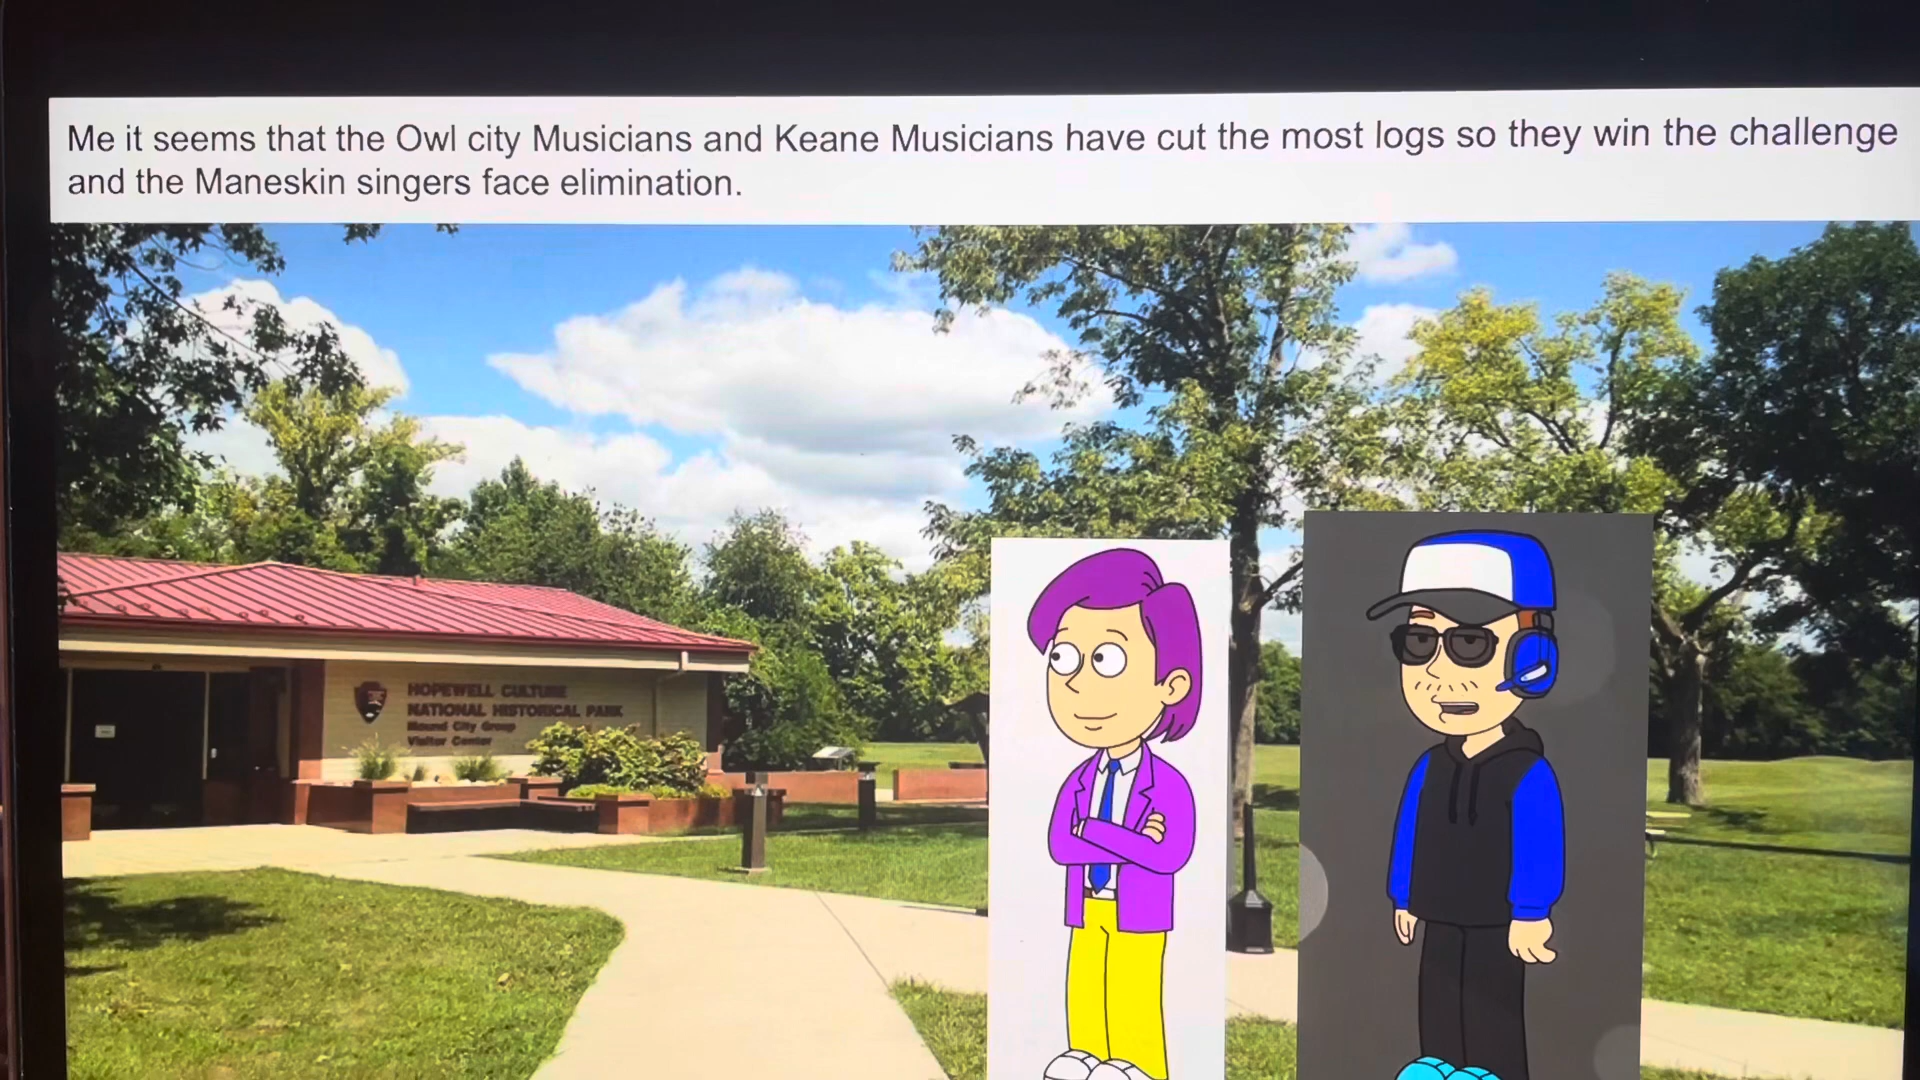 Me it seems that the Owl city Musicians and Keane Musicians have cut the most logs so they win the challenge
and the Maneskin singers face elimination.
HOPEWELL CULTURE
NATIONAL HISTORICAL PARK
Mound City Group
Visitor Center